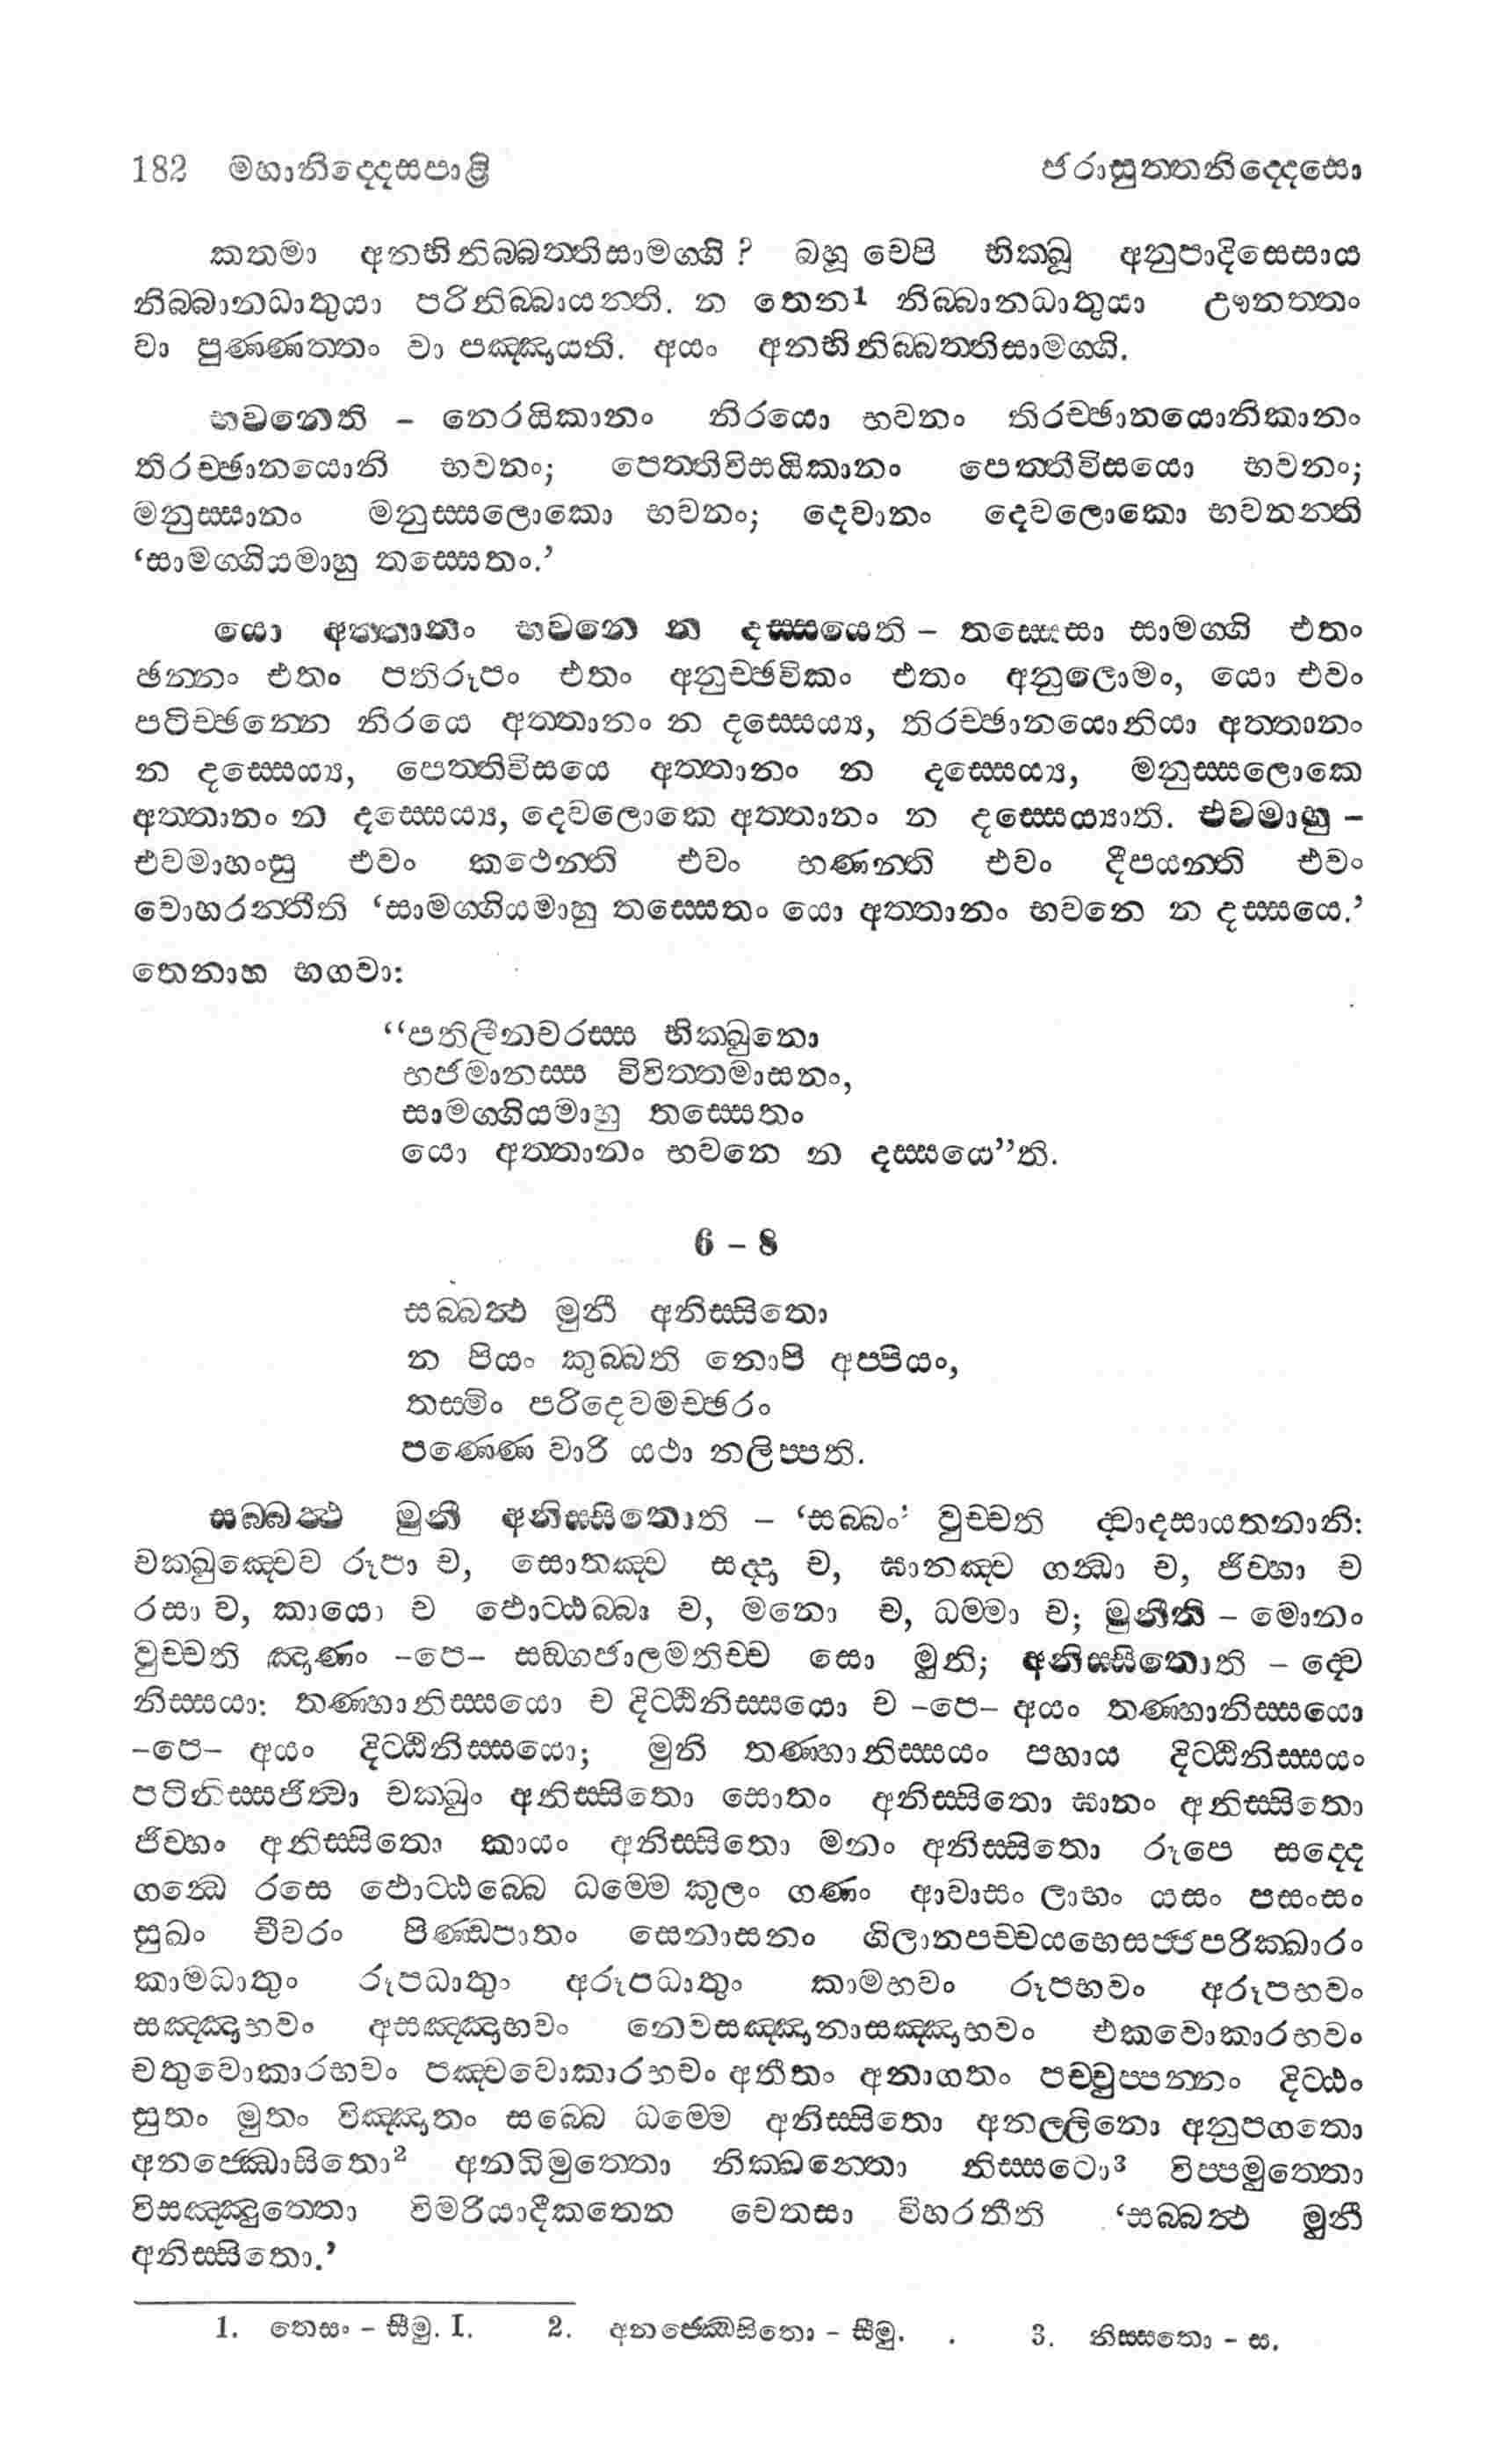 182 මහානිද්දෙසපාළි ජරාසුත්තනිද්දෙසො
කතමා අනභිනිබ්බත්තිසාමග්ගි? බහූ චෙපි භික්ඛූ අනුපාදිසෙසාය
නිබ්බානධාතුයා පරිනිබ්බායන්ති. න තෙන1 නිබ්බානධාතුයා ඌනත්තං
වා පුණ්ණත්තං වා පඤ්ඤායති. අයං අනභිනිබ්බත්තිසාමග්ගි.
භවනෙති – නෙරයිකානං නිරයො භවනං තිරච්ඡානයොනිකානං
තිරච්ඡානයොනි භවනං; පෙත්තිවිසයිකානං පෙත්තිවිසයො භවනං;
මනුස්සානං මනුස්සලොකො භවනං; දෙවානං දෙවලොකො භවනන්ති
‘සාමග්ගියමාහු තස්සෙතං.’
යො අත්තානං භවනෙ න දස්සයෙති – තස්සෙසා සාමග්ගි එතං
ඡන්නං එතං පතිරූපං එතං අනුච්ඡවිකං එතං අනුලොමං, යො එවං
පටිච්ඡන්නෙ නිරයෙ අත්තානං න දස්සෙය්‍ය, තිරච්ඡානයොනියා අත්තානං
න දස්සෙය්‍ය, පෙත්තිවිසයෙ අත්තානං න දස්සෙය්‍ය, මනුස්සලොකෙ
අත්තානං න දස්සෙය්‍ය, දෙවලොකෙ අත්තානං න දස්සෙය්‍යාති. එවමාහු –
එවමාහංසු එවං කථෙන්ති එවං භණන්ති එවං දීපයන්ති එවං
වොහරන්තීති ‘සාමග්ගියමාහු තස්සෙතං යො අත්තානං භවනෙ න දස්සයෙ.’
තෙනාහ භගවා:
“පතිලීනචරස්ස භික්ඛුනො
භජමානස්ස විවිත්තමාසනං,
සාමග්ගියමාහු තස්සෙතං
යො අත්තානං භවනෙ න දස්සයෙ”ති.
6 – 8
සබ්බත්ථ මුනී අනිස්සිතො
න පියං කුබ්බති නොපි අප්පියං,
තස්මිං පරිදෙවමච්ඡරං
පණ්ණෙ වාරි යථා නලිප්පති.
සබ්බත්ථ මුනී අනිස්සිතොති – ‘සබ්බං’ වුච්චති ද්වාදසායතනානි:
චක්ඛුඤ්චෙව රූපා ච, සොතඤ්ච සද්දා ච, ඝානඤ්ච ගන්ධා ච, ජිව්හා ච
රසා ච, කායො ච ඵොට්ඨබ්බා ච, මනො ච, ධම්මා ච; මුනීති – මොනං
වුච්චති ඤාණං –පෙ– සඞ්ගජාලමතිච්ච සො මුනි; අනිස්සිතොති – ද්වෙ
නිස්සයා: තණ්හානිස්සයො ච දිට්ඨිනිස්සයො ච –පෙ– අයං තණ්හානිස්සයො
–පෙ– අයං දිට්ඨිනිස්සයො; මුනි තණ්හානිස්සයං පහාය දිට්ඨිනිස්සයං
පටිනිස්සජිත්වා චක්ඛුං අනිස්සිතො සොතං අනිස්සිතො ඝානං අනිස්සිතො
ජිව්හං අනිස්සිතො කායං අනිස්සිතො මනං අනිස්සිතො රූපෙ සද්දෙ
ගන්ධෙ රසෙ ඵොට්ඨබ්බෙ ධම්මෙ කුලං ගණං ආවාසං ලාභං යසං පසංසං
සුඛං චීවරං පිණ්ඩපාතං සෙනාසනං ගිලානපච්චයභෙසජ්ජපරික්ඛාරං
කාමධාතුං රූපධාතුං අරූපධාතුං කාමභවං රූපභවං අරූපභවං
සඤ්ඤාභවං අසඤ්ඤාභවං නෙවසඤ්ඤානාසඤ්ඤාභවං එකවොකාරභවං
චතුවොකාරභවං පඤ්චවොකාරභවං අතීතං අනාගතං පච්චුප්පන්නං දිට්ඨං
සුතං මුතං විඤ්ඤාතං සබ්බෙ ධම්මෙ අනිස්සිතො අනල්ලිනො අනුපගතො
අනජ්ඣොසිතො2 අනධිමුත්තො නික්ඛන්තො නිස්සටො3 විප්පමුත්තො
විසඤ්ඤුත්තො විමරියාදීකතෙන චෙතසා විහරතීති ‘සබ්බත්ථ මුනී
අනිස්සිතො.’
1. තෙසං – සීමු. I. 2. අනජ්ඣෙසිතො – සීමු. 3. නිස්සතො – ස.